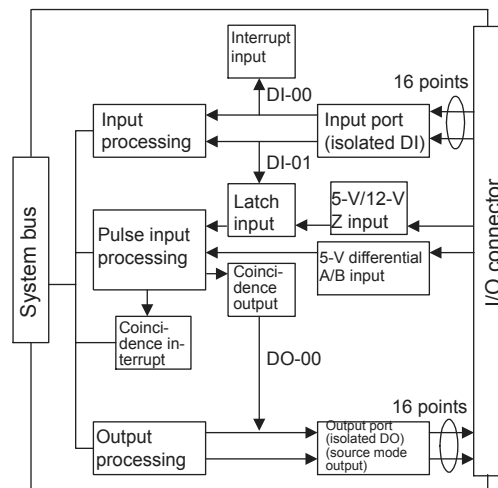 Interrupt
input
16 points
DI-00
Input
processing
Input port
(isolated DI)
DI-01
System bus
Latch
input
5-V/12-V
Z input
Pulse input
processing
5-V differential
A/B input
I/O connector
Coinci-
dence
output
Coinci-
dence in-
terrupt
DO-00
16 points
Output
processing
Output port
(isolated DO)
(source mode
output)